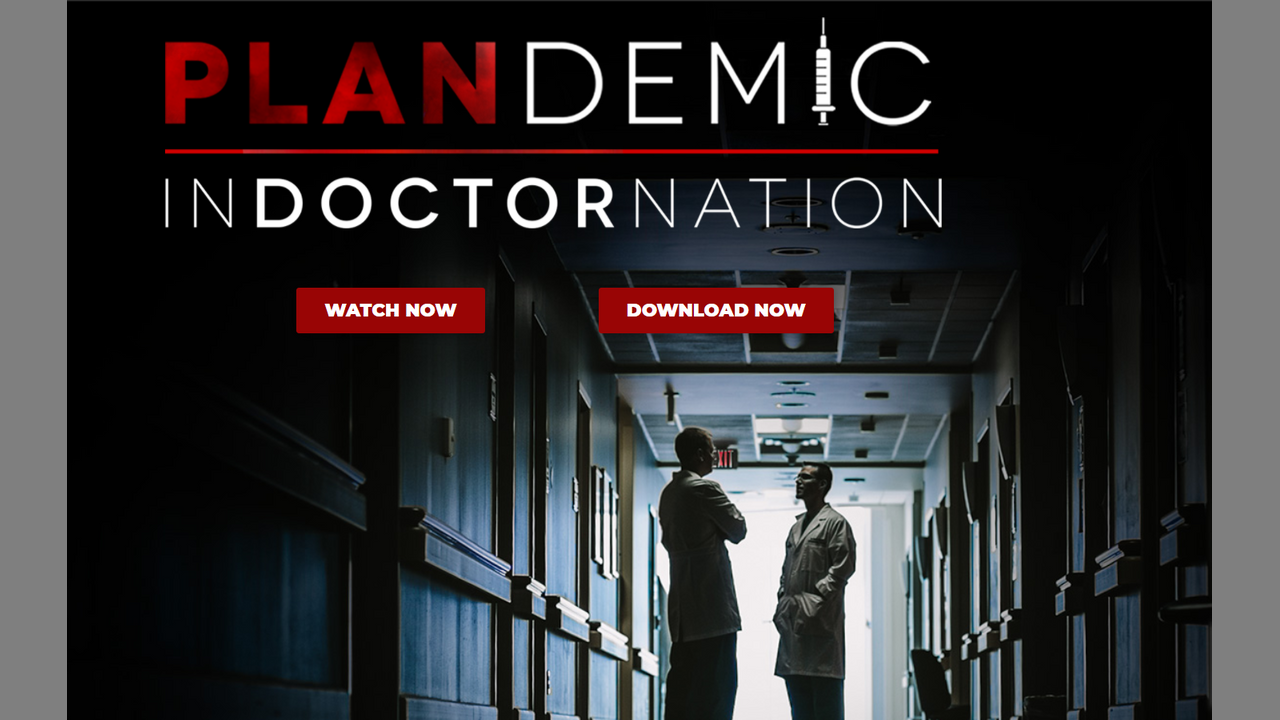 PLANDEMIC
INDOCTORNATION
WATCH NOW
DOWNLOAD NOW
EXIT